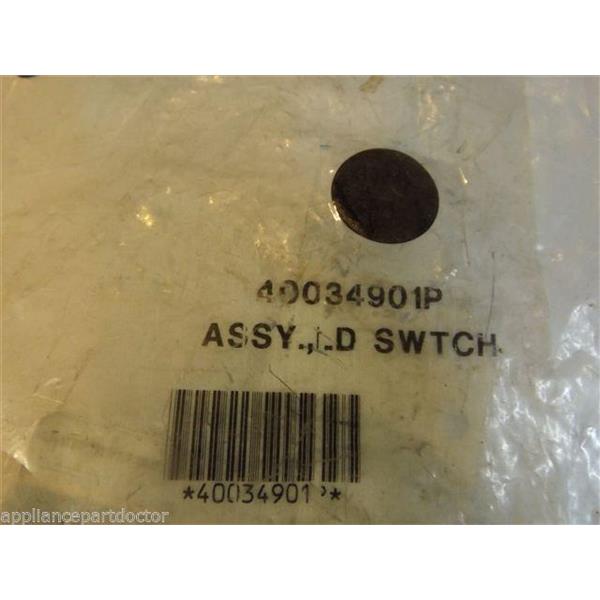 40034901P
ASSY.,LD SWTCH.
*40034901P*
appliancepartdoctor